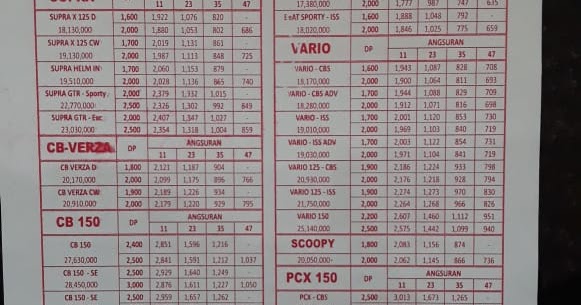 11 23 35 47
SUPRA X 125 D 1,600 1,922 1,076 820 -
18,130,000 2,000 1,880 1,053 802 686
SUPRA X 125 CW 1,700 2,019 1,131 861 -
19,130,000 2,000 1,987 1,113 848 725
SUPRA HELM IN 1,700 2,060 1,153 879 -
19,510,000 2,000 2,028 1,136 865 740
SUPRA GTR - Sporty 2,000 2,379 1,332 1,015 -
22,770,000 2,500 2,326 1,302 992 849
SUPRA GTR - Exc 2,000 2,407 1,347 1,027 -
23,030,000 2,500 2,354 1,318 1,004 859
CB-VERZA DP ANGSURAN
11 23 35 47
CB VERZA D 1,800 2,121 1,187 904 -
20,170,000 2,000 2,099 1,175 896 766
CB VERZA CW 1,900 2,189 1,226 934 -
20,910,000 2,000 2,179 1,220 929 795
CB 150 DP ANGSURAN
11 23 35 47
CB 150 2,400 2,851 1,596 1,216 -
27,630,000 2,500 2,841 1,591 1,212 1,037
CB 150 - SE 2,500 2,929 1,640 1,249 -
28,450,000 3,000 2,876 1,611 1,227 1,050
CB 150 - SE 2,500 2,959 1,657 1,262 -
17,380,000 2,000 1,777 987 747 635
BeAT SPORTY - ISS 1,600 1,888 1,048 792 -
18,020,000 2,000 1,846 1,025 775 659
VARIO DP ANGSURAN
11 23 35 47
VARIO - CBS 1,600 1,943 1,087 828 708
18,170,000 2,000 1,900 1,064 811 693
VARIO - CBS ADV 1,700 1,944 1,088 829 709
18,280,000 2,000 1,912 1,071 816 698
VARIO - ISS 1,700 2,001 1,120 853 730
19,010,000 2,000 1,969 1,103 840 719
VARIO - ISS ADV 1,700 2,003 1,122 854 731
19,030,000 2,000 1,971 1,104 841 719
VARIO 125 - CBS 1,900 2,186 1,224 933 798
20,930,000 2,000 2,176 1,218 928 794
VARIO 125 - ISS 1,900 2,274 1,273 970 830
21,750,000 2,000 2,264 1,268 966 826
VARIO 150 2,200 2,607 1,460 1,112 951
25,140,000 2,500 2,575 1,442 1,099 940
SCOOPY 1,800 2,083 1,156 874 -
20,050,000 2,000 2,062 1,145 866 736
PCX 150 DP ANGSURAN
11 23 35 47
PCX - CBS 2,500 3,013 1,673 1,265 -